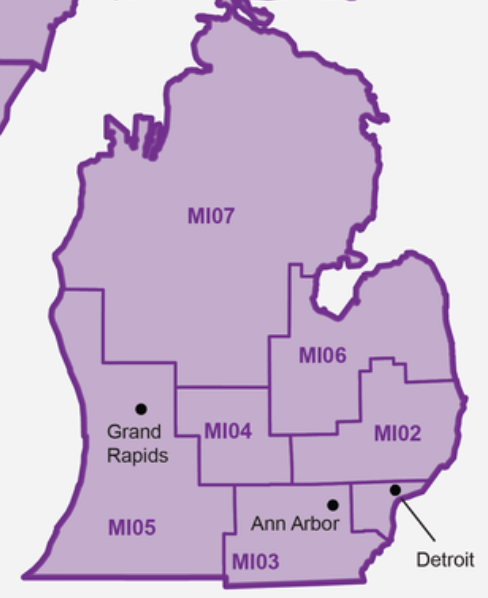 MI07
MI06
MI04
MI02
Grand
Rapids
Ann Arbor
MI05
MI03
Detroit